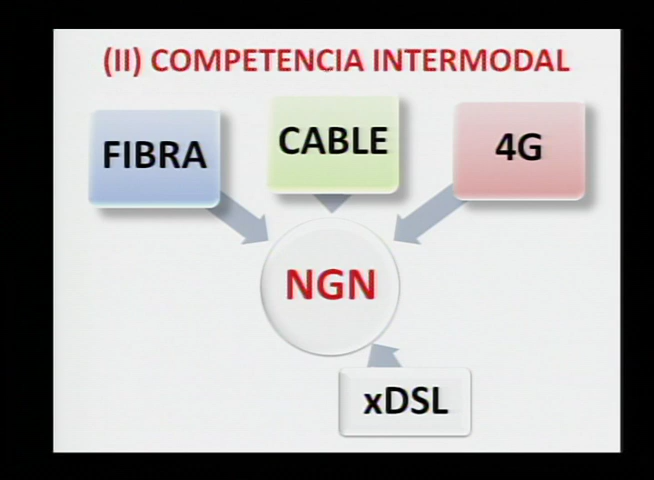 (II) COMPETENCIA INTERMODAL
FIBRA
CABLE
4G
NGN
xDSL